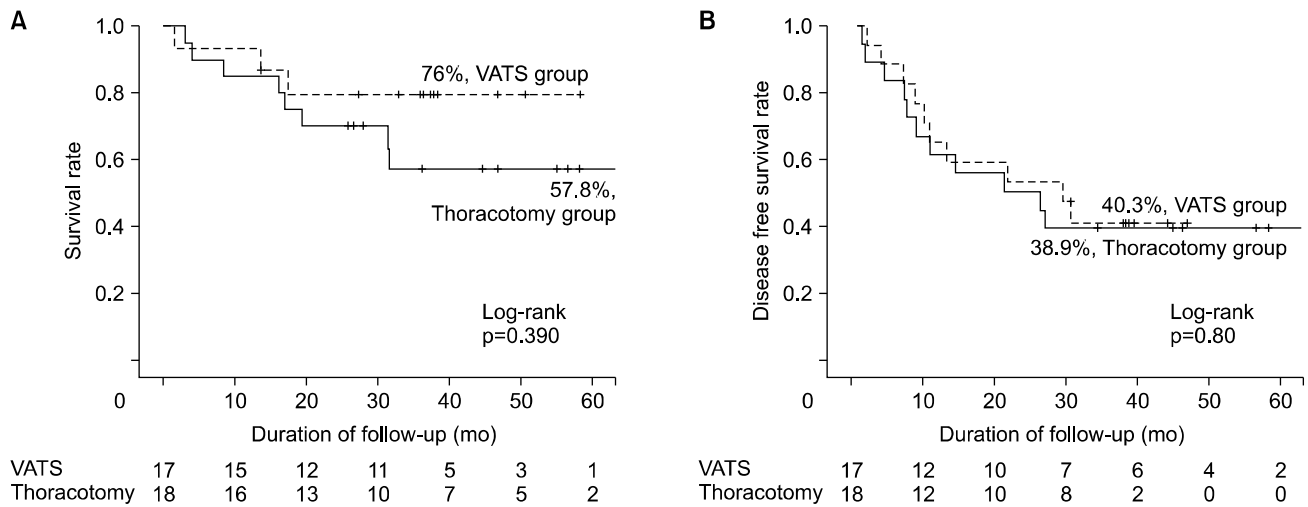 A
Survival rate
1.0
0.8
0.6
0.4
0.2
0
10
20
30
40
50
60
76%, VATS group
57.8%,
Thoracotomy group
Log-rank
p=0.390
Duration of follow-up (mo)
VATS 17 15 12 11 5 3 1
Thoracotomy 18 16 13 10 7 5 2
B
Disease free survival rate
1.0
0.8
0.6
0.4
0.2
0
10
20
30
40
50
60
40.3%, VATS group
38.9%, Thoracotomy group
Log-rank
p=0.80
Duration of follow-up (mo)
VATS 17 12 10 7 6 4 2
Thoracotomy 18 12 10 8 2 0 0